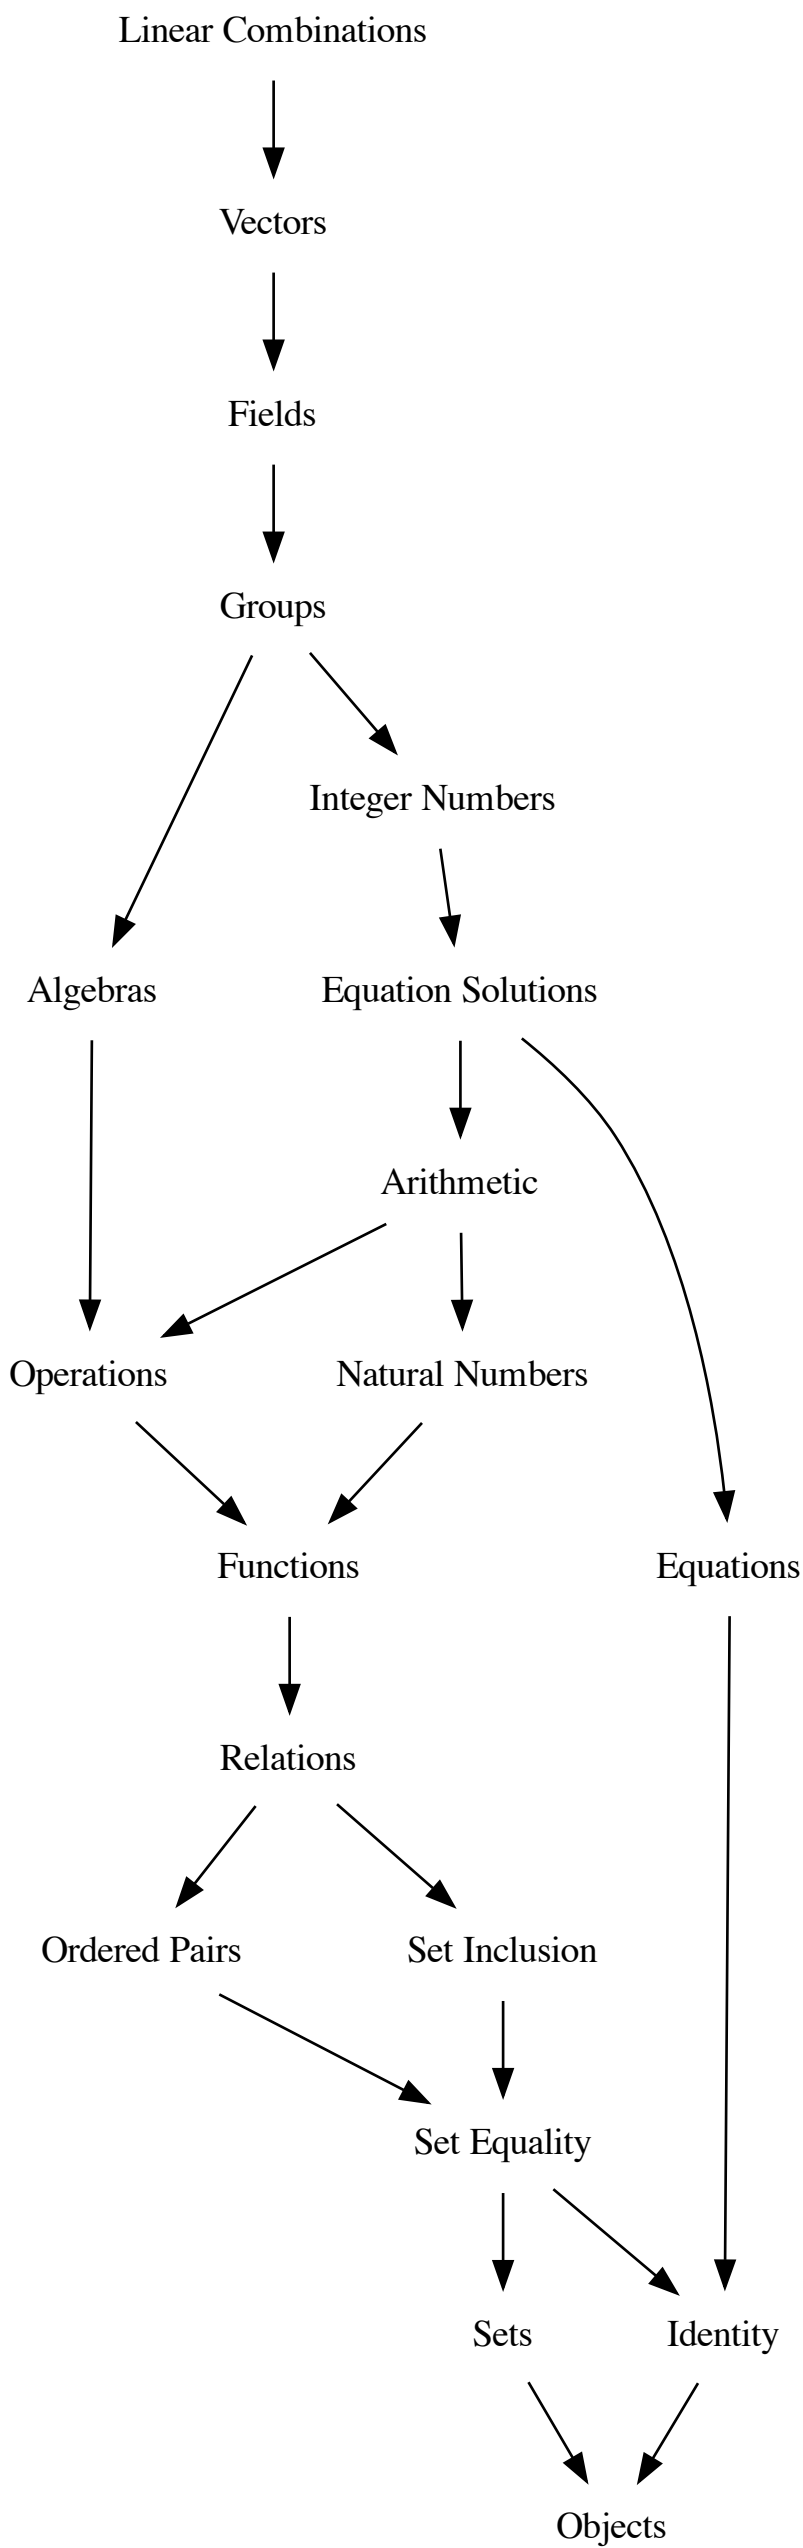 Linear Combinations
Vectors
Fields
Groups
Integer Numbers
Algebras
Equation Solutions
Arithmetic
Operations
Natural Numbers
Functions
Equations
Relations
Ordered Pairs
Set Inclusion
Set Equality
Sets
Identity
Objects